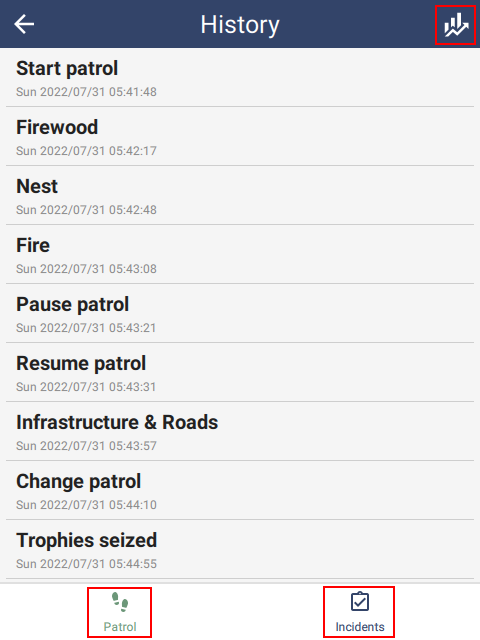 History
Start patrol
Sun 2022/07/31 05:41:48
Firewood
Sun 2022/07/31 05:42:17
Nest
Sun 2022/07/31 05:42:48
Fire
Sun 2022/07/31 05:43:08
Pause patrol
Sun 2022/07/31 05:43:21
Resume patrol
Sun 2022/07/31 05:43:31
Infrastructure & Roads
Sun 2022/07/31 05:43:57
Change patrol
Sun 2022/07/31 05:44:10
Trophies seized
Sun 2022/07/31 05:44:55
Patrol
Incidents